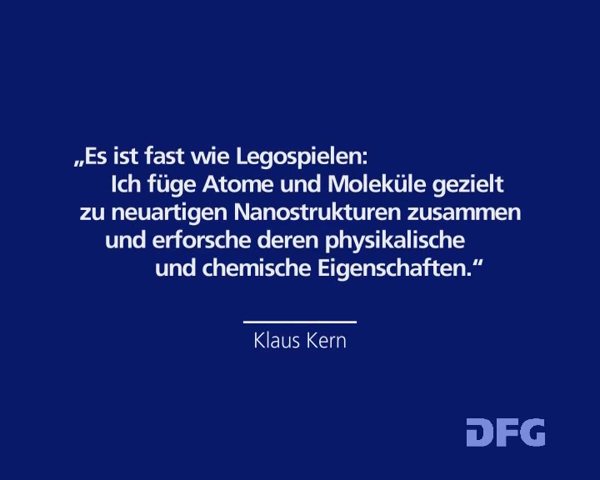 „Es ist fast wie Legospielen:
Ich füge Atome und Moleküle gezielt
zu neuartigen Nanostrukturen zusammen
und erforsche deren physikalische
und chemische Eigenschaften.“
Klaus Kern
DFG